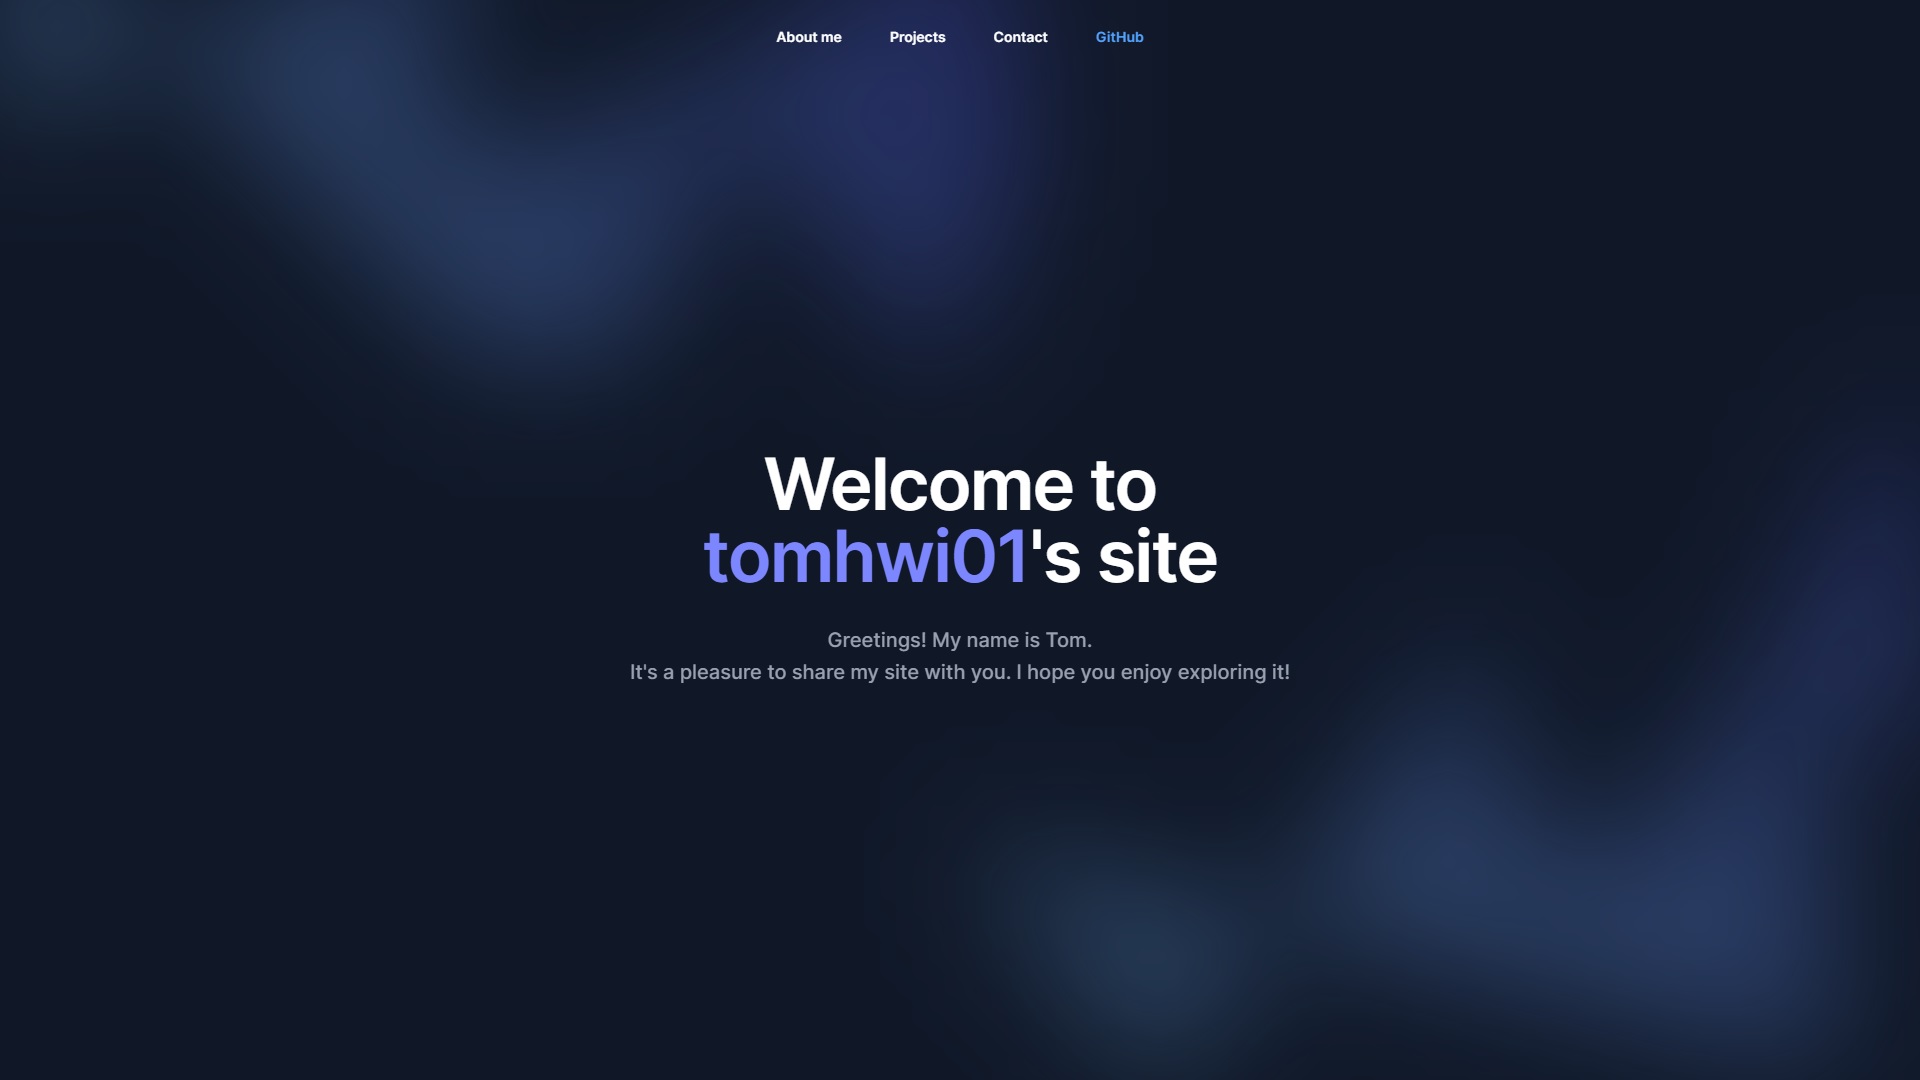 About me Projects Contact GitHub
Welcome to
tomhwi01's site
Greetings! My name is Tom.
It's a pleasure to share my site with you. I hope you enjoy exploring it!